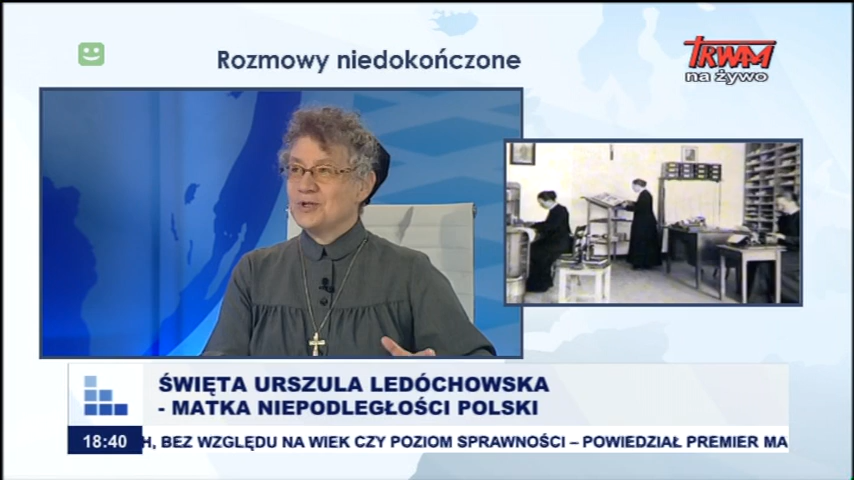 Rozmowy niedokończone
TRWAM
na żywo
ŚWIĘTA URSZULA LEDÓCHOWSKA
- MATKA NIEPODLEGŁOŚCI POLSKI
18:40
H, BEZ WZGLĘDU NA WIEK CZY POZIOM SPRAWNOŚCI – POWIEDZIAŁ PREMIER MA